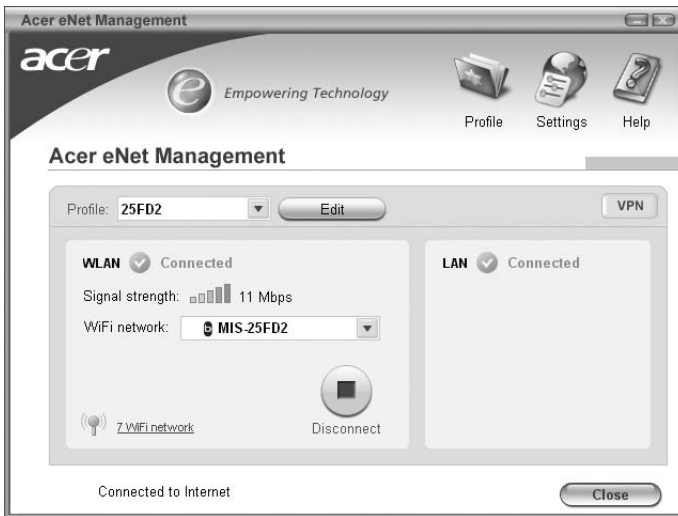 Acer eNet Management
acer
e Empowering Technology
Profile Settings Help
Acer eNet Management
Profile: 25FD2 Edit VPN
WLAN Connected
Signal strength: 11 Mbps
WiFi network: b MIS-25FD2
7 WiFi network
Disconnect
LAN Connected
Connected to Internet
Close